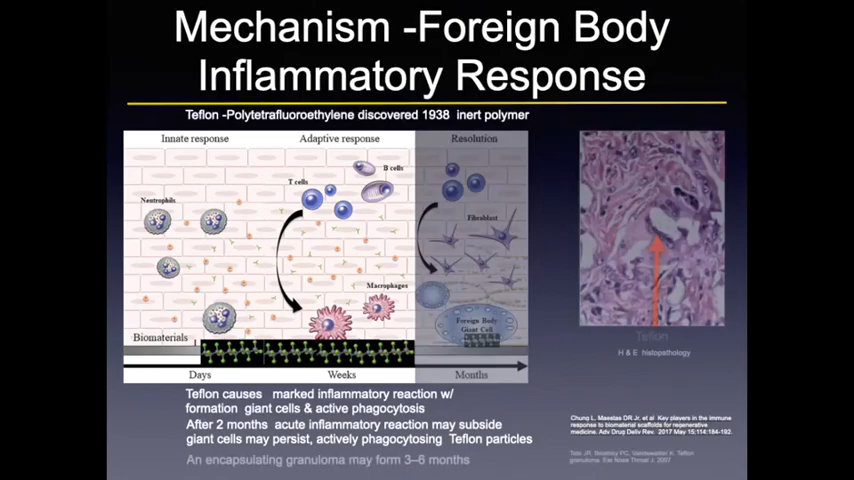 Mechanism -Foreign Body
Inflammatory Response
Teflon -Polytetrafluoroethylene discovered 1938 inert polymer
Innate response
Adaptive response
Resolution
B cells
T cells
Neutrophils
Fibroblast
Macrophages
Foreign Body
Giant Cell
Biomaterials
Days
Weeks
Months
Teflon
H & E histopathology
Teflon causes marked inflammatory reaction w/
formation giant cells & active phagocytosis
After 2 months acute inflammatory reaction may subside
giant cells may persist, actively phagocytosing Teflon particles
An encapsulating granuloma may form 3–6 months
Chung L, Maestas DR Jr, et al Key players in the immune
response to biomaterial scaffolds for regenerative
medicine. Adv Drug Deliv Rev. 2017 May 15;114:184-192.
PC, Teflon
granuloma. Ear Nose Throat J. 2007